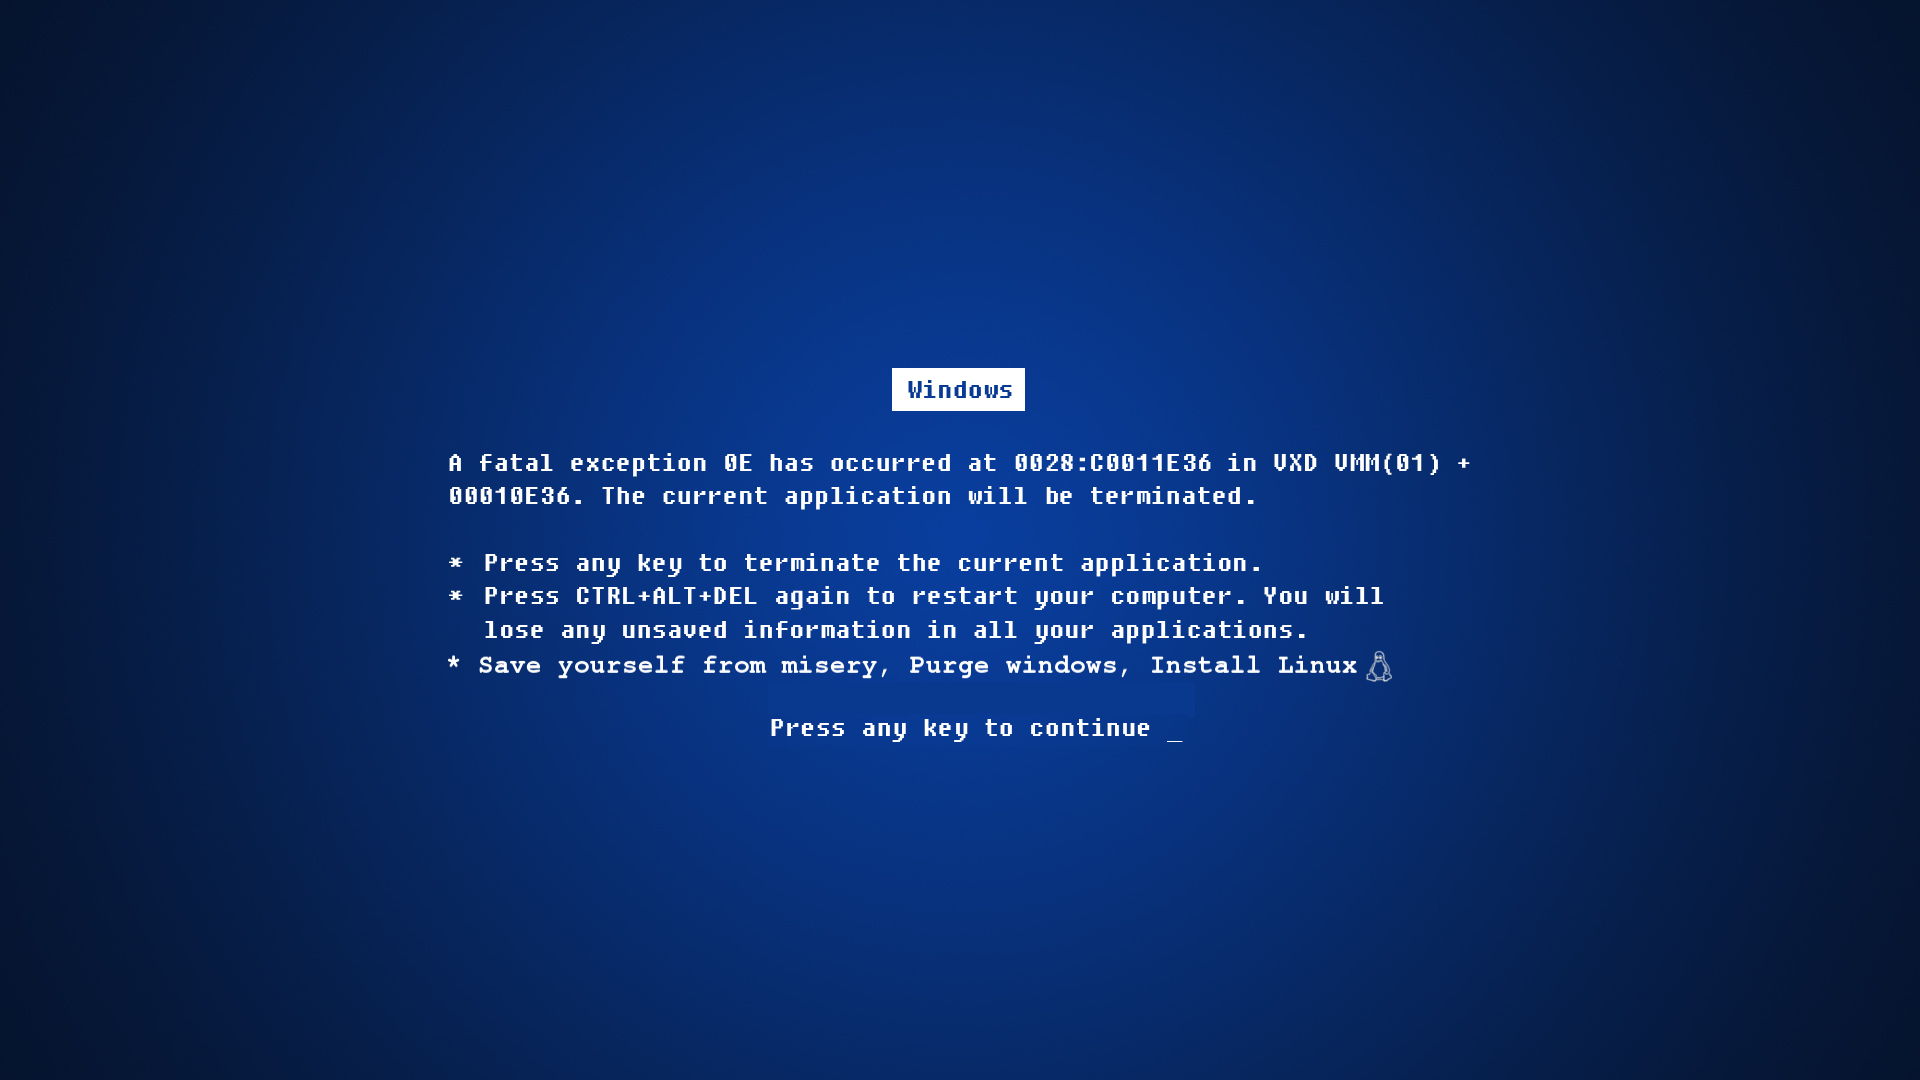 Windows
A fatal exception 0E has occurred at 0028:C0011E36 in VXD VMM(01) +
00010E36. The current application will be terminated.
* Press any key to terminate the current application.
* Press CTRL+ALT+DEL again to restart your computer. You will
lose any unsaved information in all your applications.
* Save yourself from misery, Purge windows, Install Linux
Press any key to continue _